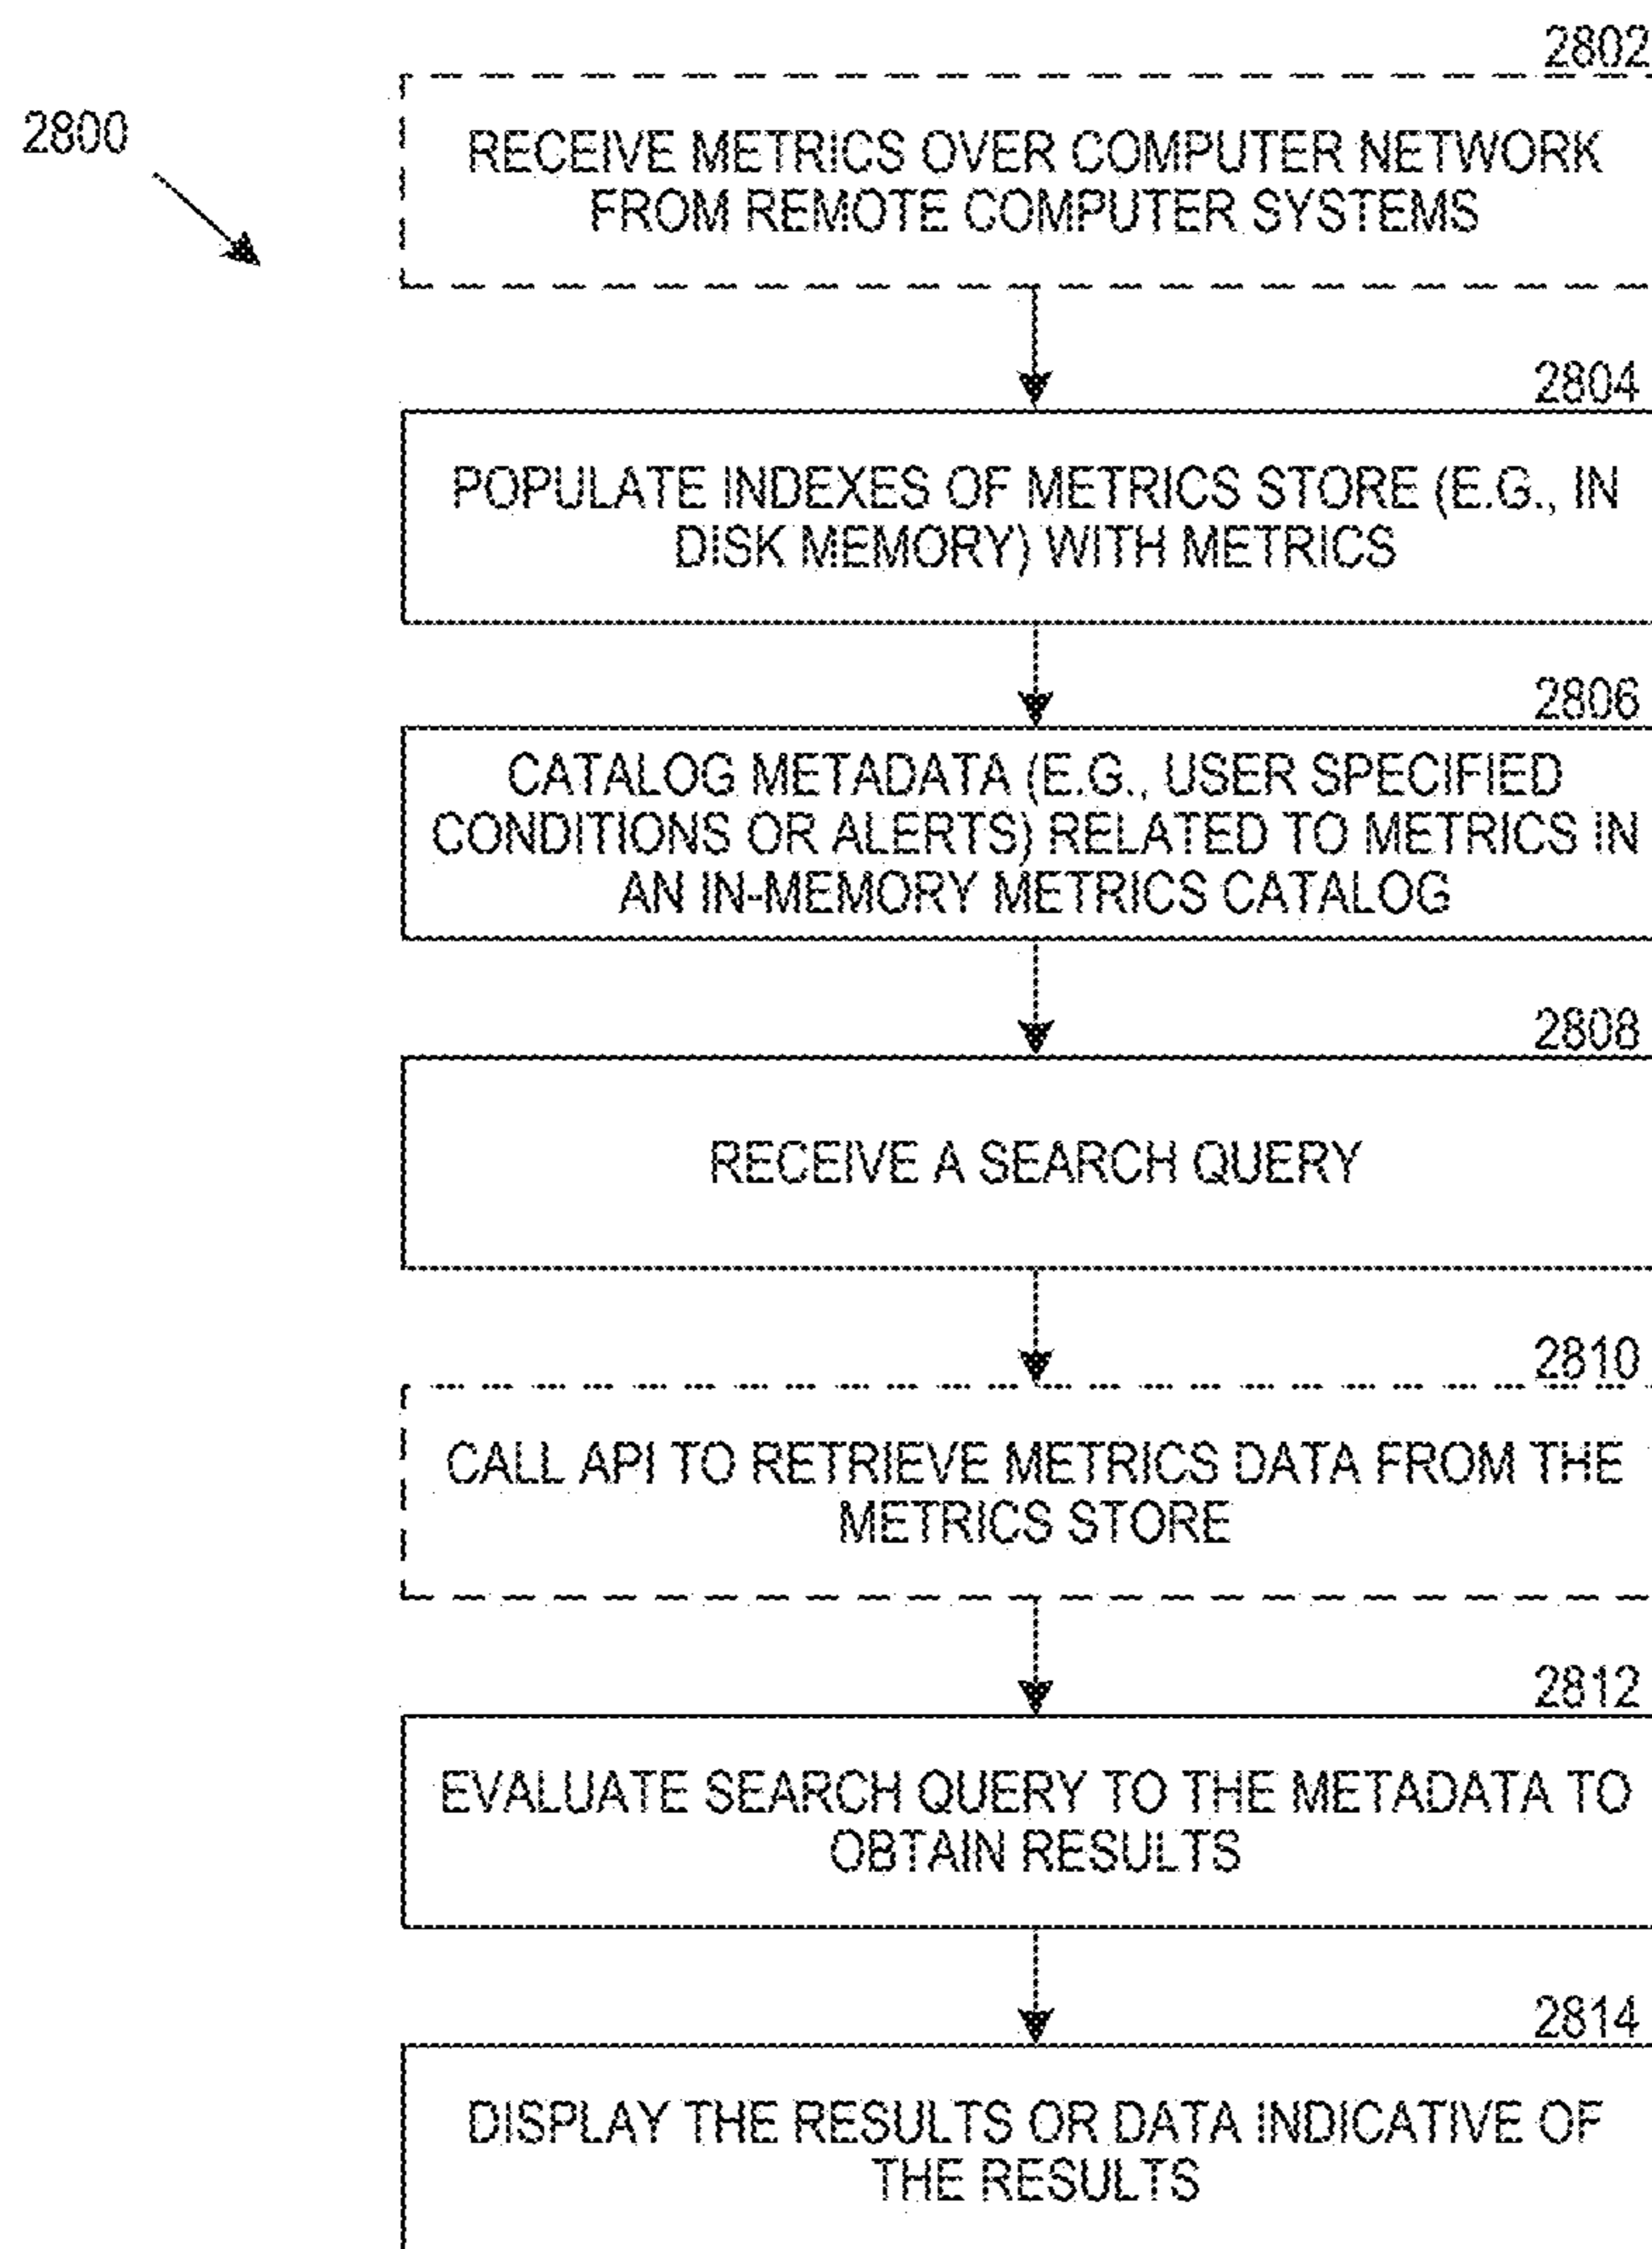 2802
2800
RECEIVE METRICS OVER COMPUTER NETWORK
FROM REMOTE COMPUTER SYSTEMS
2804
POPULATE INDEXES OF METRICS STORE (E.G., IN
DISK MEMORY) WITH METRICS
2806
CATALOG METADATA (E.G., USER SPECIFIED
CONDITIONS OR ALERTS) RELATED TO METRICS IN
AN IN-MEMORY METRICS CATALOG
2808
RECEIVE A SEARCH QUERY
2810
CALL API TO RETRIEVE METRICS DATA FROM THE
METRICS STORE
2812
EVALUATE SEARCH QUERY TO THE METADATA TO
OBTAIN RESULTS
2814
DISPLAY THE RESULTS OR DATA INDICATIVE OF
THE RESULTS